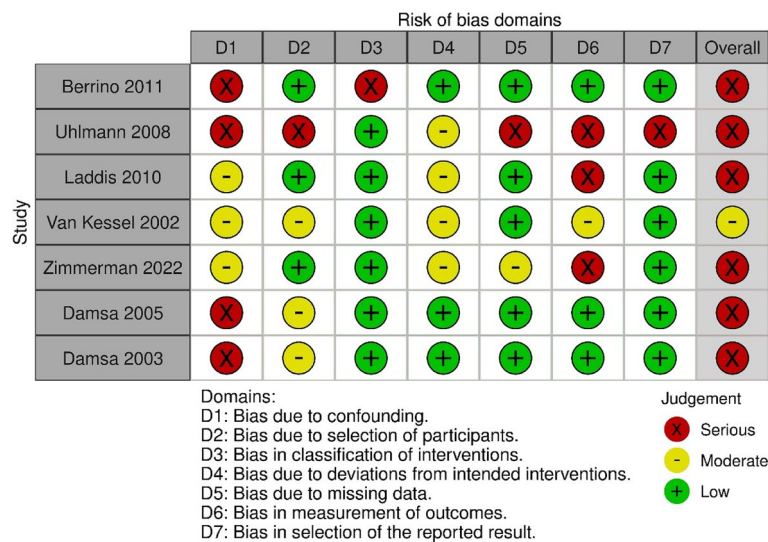 Risk of bias domains
D1 D2 D3 D4 D5 D6 D7 Overall
Study
Berrino 2011 X + X + + + + X
Uhlmann 2008 X X + - X X X X
Laddis 2010 - + + - + X + X
Van Kessel 2002 - - + - + - + -
Zimmerman 2022 - + + - - X + X
Damsa 2005 X - + + + + + X
Damsa 2003 X - + + + + + X
Domains:
D1: Bias due to confounding.
D2: Bias due to selection of participants.
D3: Bias in classification of interventions.
D4: Bias due to deviations from intended interventions.
D5: Bias due to missing data.
D6: Bias in measurement of outcomes.
D7: Bias in selection of the reported result.
Judgement
X Serious
- Moderate
+ Low